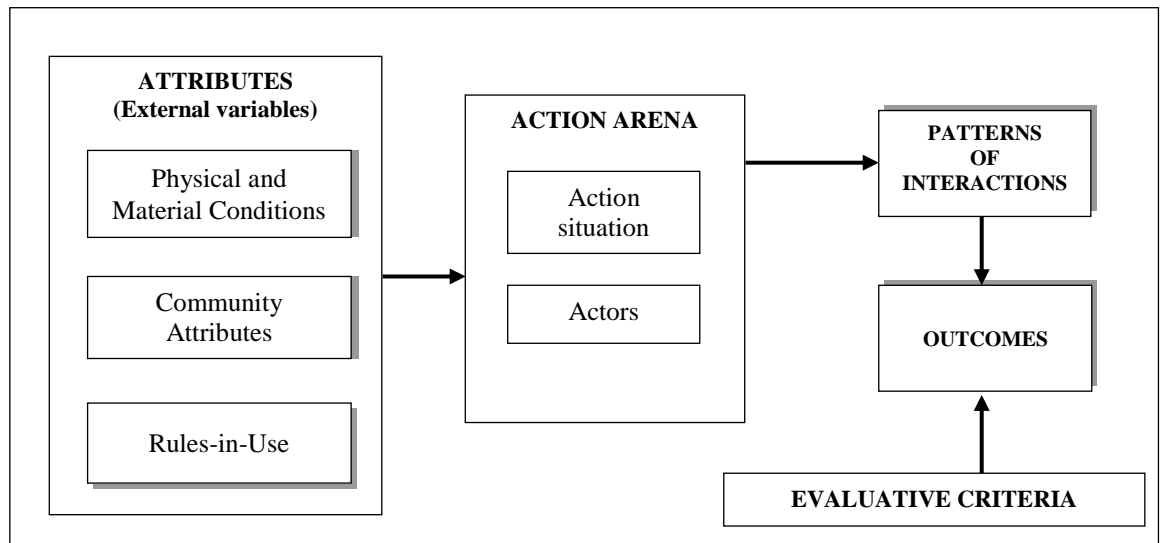 ATTRIBUTES
(External variables)
Physical and
Material Conditions
Community
Attributes
Rules-in-Use
ACTION ARENA
Action
situation
Actors
PATTERNS
OF
INTERACTIONS
OUTCOMES
EVALUATIVE CRITERIA